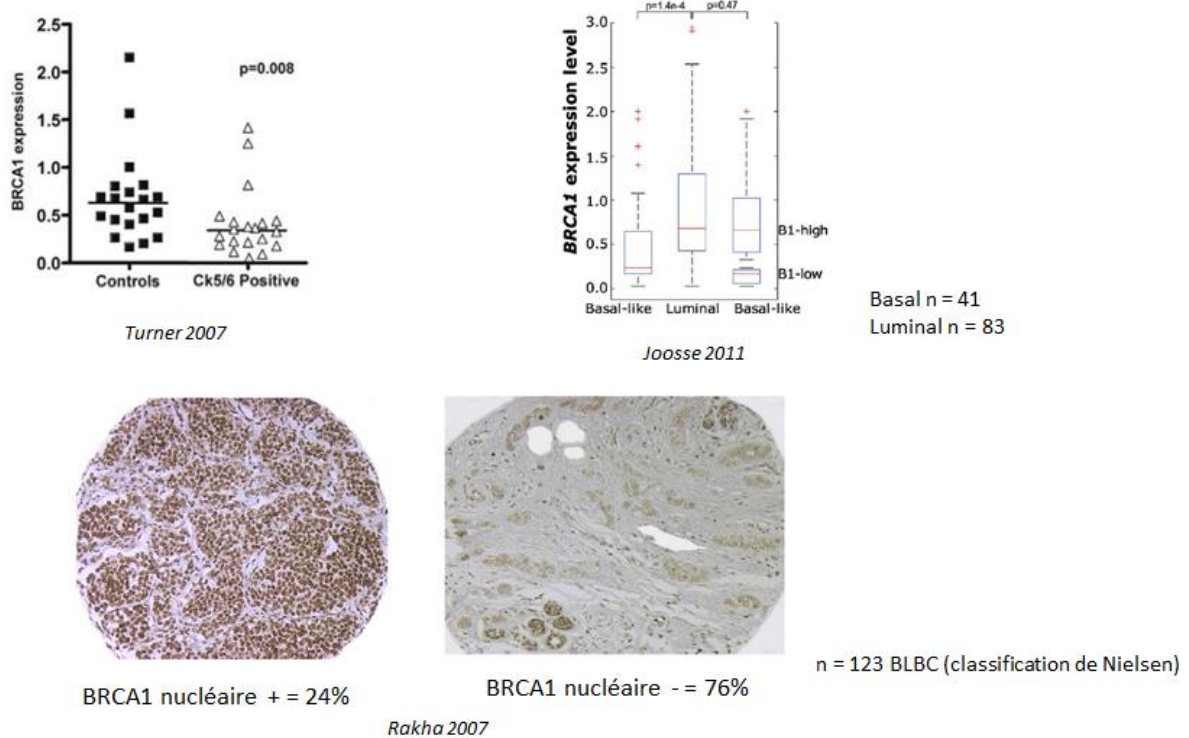 2.5
2.0
1.5
1.0
0.5
0.0
BRCA1 expression
p=0.008
Controls
Ck5/6 Positive
Turner 2007
p=1.4e-4
p=0.47
3.0
2.5
2.0
1.5
1.0
0.5
0.0
BRCA1 expression level
B1-high
B1-low
Basal-like
Luminal
Basal-like
Joosse 2011
Basal n = 41
Luminal n = 83
BRCA1 nucléaire + = 24%
BRCA1 nucléaire - = 76%
n = 123 BLBC (classification de Nielsen)
Rakha 2007